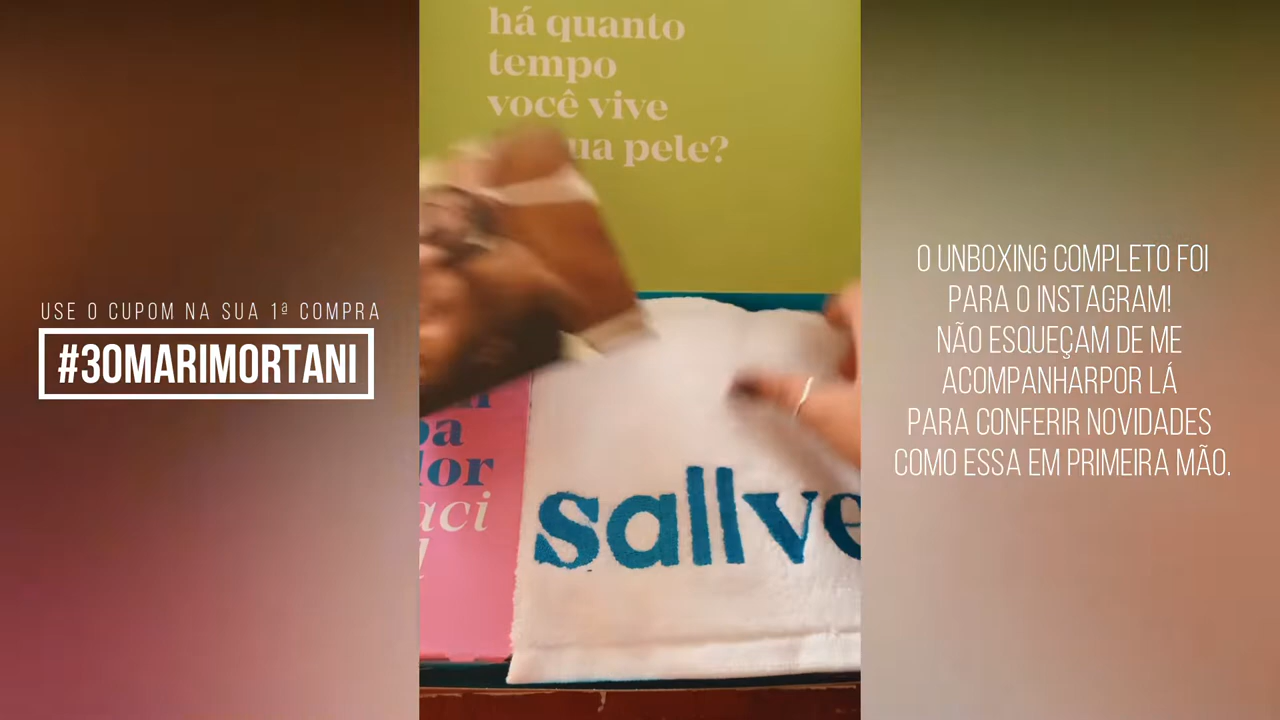 USE O CUPOM NA SUA 1ª COMPRA
#30MARIMORTANI
há quanto
tempo
você vive
pele?
sallve
O UNBOXING COMPLETO FOI
PARA O INSTAGRAM!
NÃO ESQUEÇAM DE ME
ACOMPANHARPOR LÁ
PARA CONFERIR NOVIDADES
COMO ESSA EM PRIMEIRA MÃO.